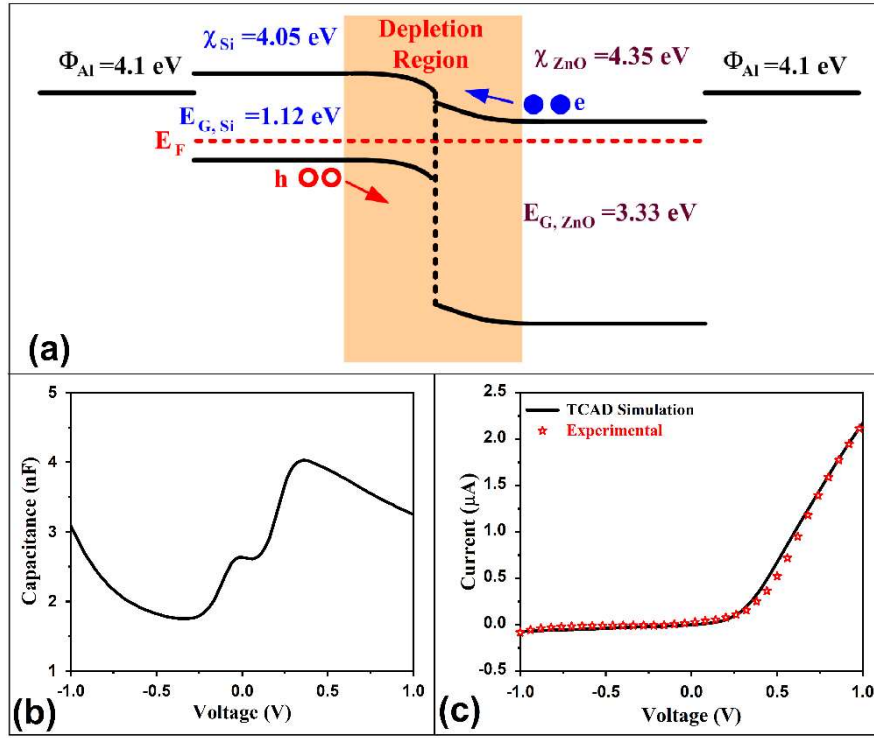 Depletion
Region
Φ_Al=4.1 eV
χ_Si=4.05 eV
χ_ZnO=4.35 eV
Φ_Al=4.1 eV
e
E_G, Si=1.12 eV
E_F
h
E_G, ZnO=3.33 eV
(a)
5
4
3
2
1
Capacitance (nF)
-1.0 -0.5 0.0 0.5 1.0
Voltage (V)
(b)
2.5
2.0
1.5
1.0
0.5
0.0
-0.5
Current (μA)
TCAD Simulation
Experimental
-1.0 -0.5 0.0 0.5 1.0
Voltage (V)
(c)